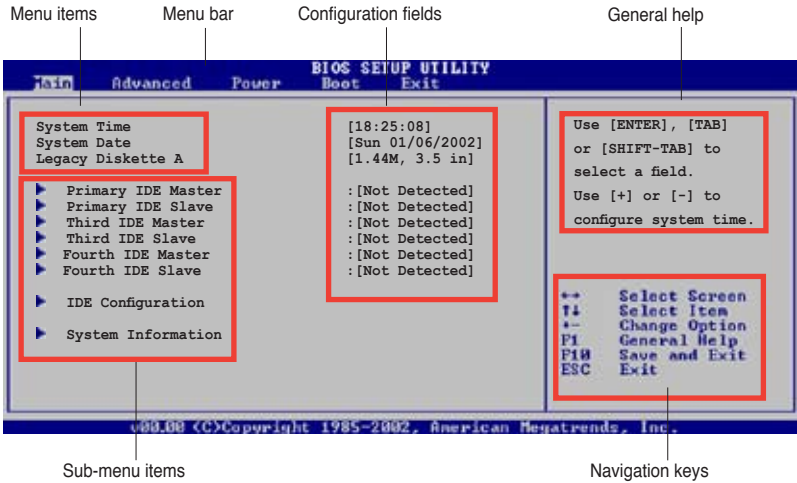 Menu items Menu bar Configuration fields General help
BIOS SETUP UTILITY
Main Advanced Power Boot Exit
System Time [18:25:08]
System Date [Sun 01/06/2002]
Legacy Diskette A [1.44M, 3.5 in]
Primary IDE Master :[Not Detected]
Primary IDE Slave :[Not Detected]
Third IDE Master :[Not Detected]
Third IDE Slave :[Not Detected]
Fourth IDE Master :[Not Detected]
Fourth IDE Slave :[Not Detected]
IDE Configuration
System Information
Use [ENTER], [TAB]
or [SHIFT-TAB] to
select a field.
Use [+] or [-] to
configure system time.
↔ Select Screen
↑↓ Select Item
+- Change Option
F1 General Help
F10 Save and Exit
ESC Exit
v00.00 (C)Copyright 1985-2002, American Megatrends, Inc.
Sub-menu items Navigation keys